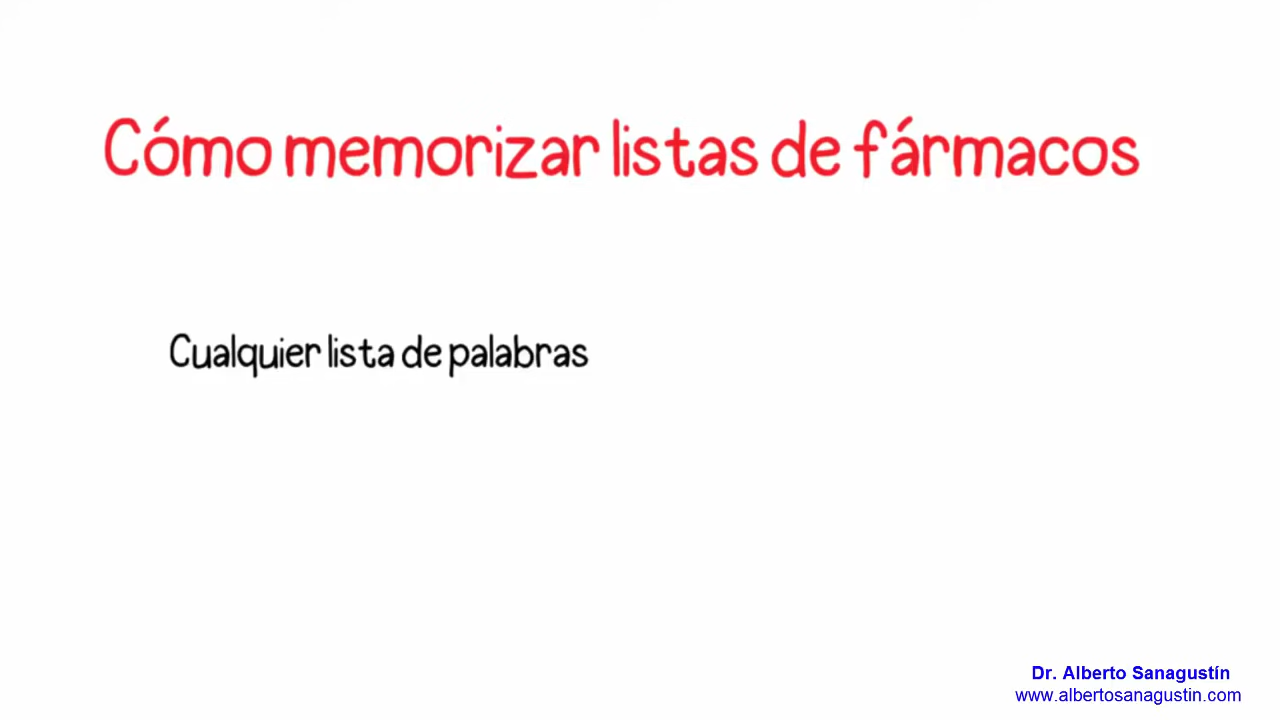 Cómo memorizar listas de fármacos
Cualquier lista de palabras
Dr. Alberto Sanagustín
www.albertosanagustin.com